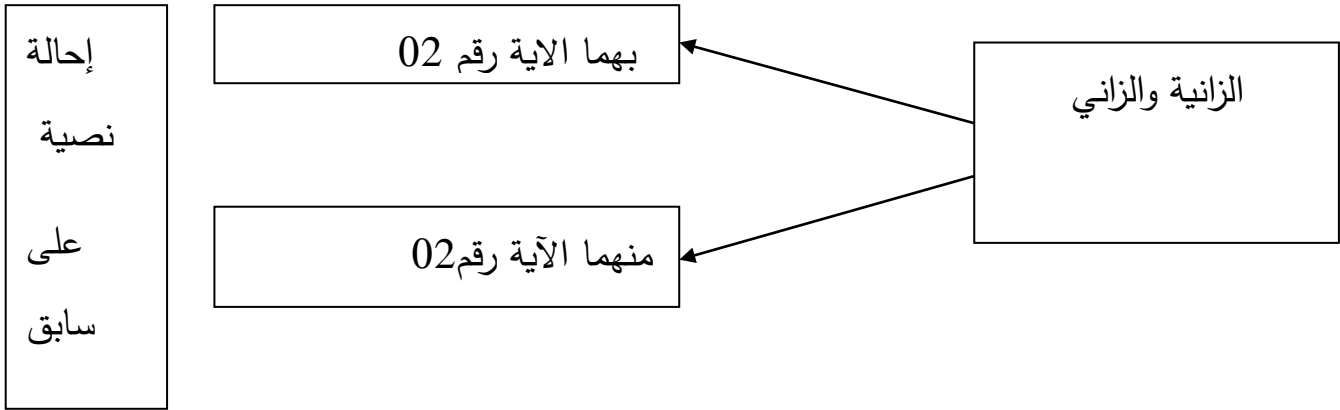 الزانية والزاني
بهما الاية رقم 02
منهما الآية رقم02
إحالة
نصية
على
سابق